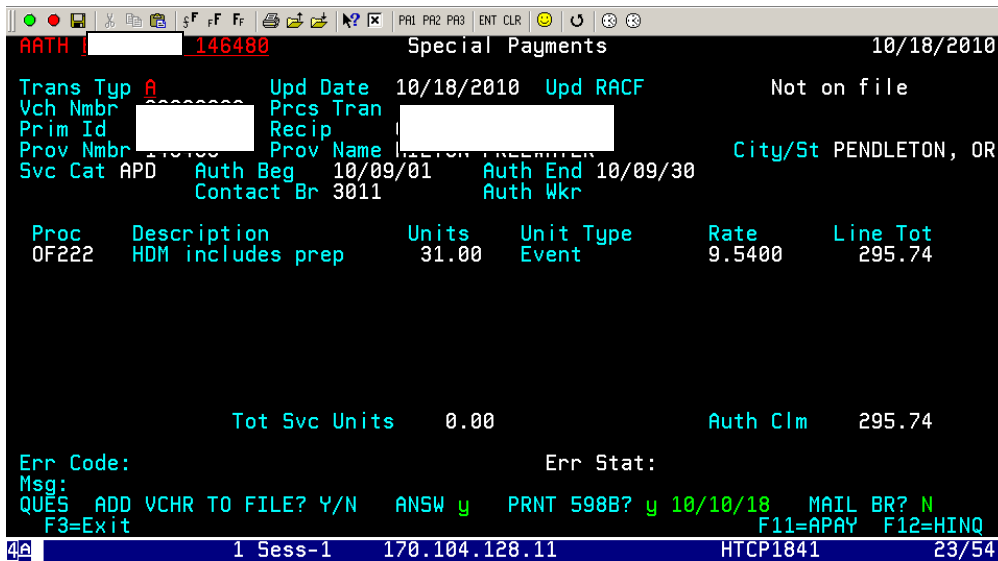 PA1 PA2 PA3 ENT CLR
AATH 146480 Special Payments 10/18/2010
Trans Typ A Upd Date 10/18/2010 Upd RACF Not on file
Vch Nmbr Prcs Tran
Prim Id Recip
Prov Nmbr Prov Name City/St PENDLETON, OR
Svc Cat APD Auth Beg 10/09/01 Auth End 10/09/30
Contact Br 3011 Auth Wkr
Proc Description Units Unit Type Rate Line Tot
OF222 HDM includes prep 31.00 Event 9.5400 295.74
Tot Svc Units 0.00 Auth Clm 295.74
Err Code: Err Stat:
Msg:
QUES ADD VCHR TO FILE? Y/N ANSW y PRNT 598B? y 10/10/18 MAIL BR? N
F3=Exit F11=APAY F12=HINQ
4A 1 Sess-1 170.104.128.11 HTCP1841 23/54